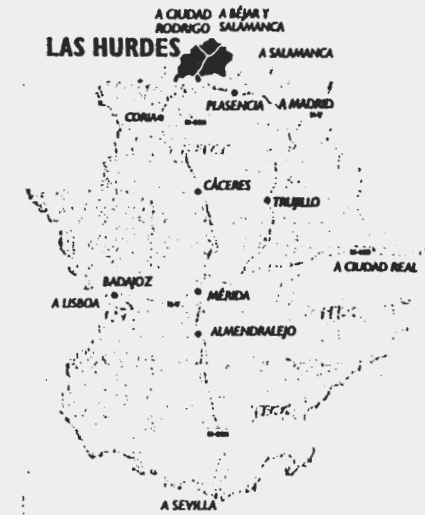 A CIUDAD
RODRIGO
A BÉJAR Y
SALAMANCA
LAS HURDES
A SALAMANCA
PLASENCIA
A MADRID
N-V
CORIA
CÁCERES
TRUJILLO
A CIUDAD REAL
BADAJOZ
A LISBOA
N-V
MÉRIDA
ALMENDRALEJO
A SEVILLA